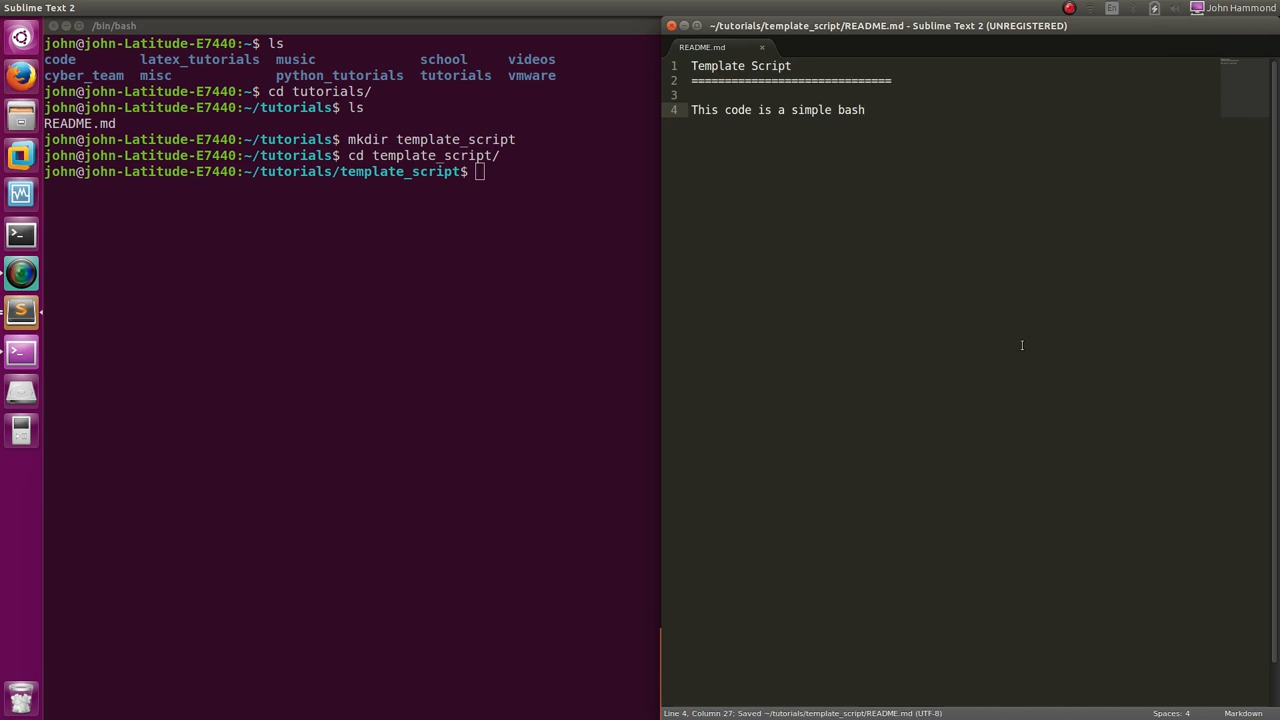 Sublime Text 2
En
John Hammond
/bin/bash
john@john-Latitude-E7440:~$ ls
code latex_tutorials music school videos
cyber_team misc python_tutorials tutorials vmware
john@john-Latitude-E7440:~$ cd tutorials/
john@john-Latitude-E7440:~/tutorials$ ls
README.md
john@john-Latitude-E7440:~/tutorials$ mkdir template_script
john@john-Latitude-E7440:~/tutorials$ cd template_script/
john@john-Latitude-E7440:~/tutorials/template_script$
~/tutorials/template_script/README.md - Sublime Text 2 (UNREGISTERED)
README.md ×
1 Template Script
2 ==============================
3
4 This code is a simple bash
Line 4, Column 27; Saved ~/tutorials/template_script/README.md (UTF-8)
Spaces: 4
Markdown